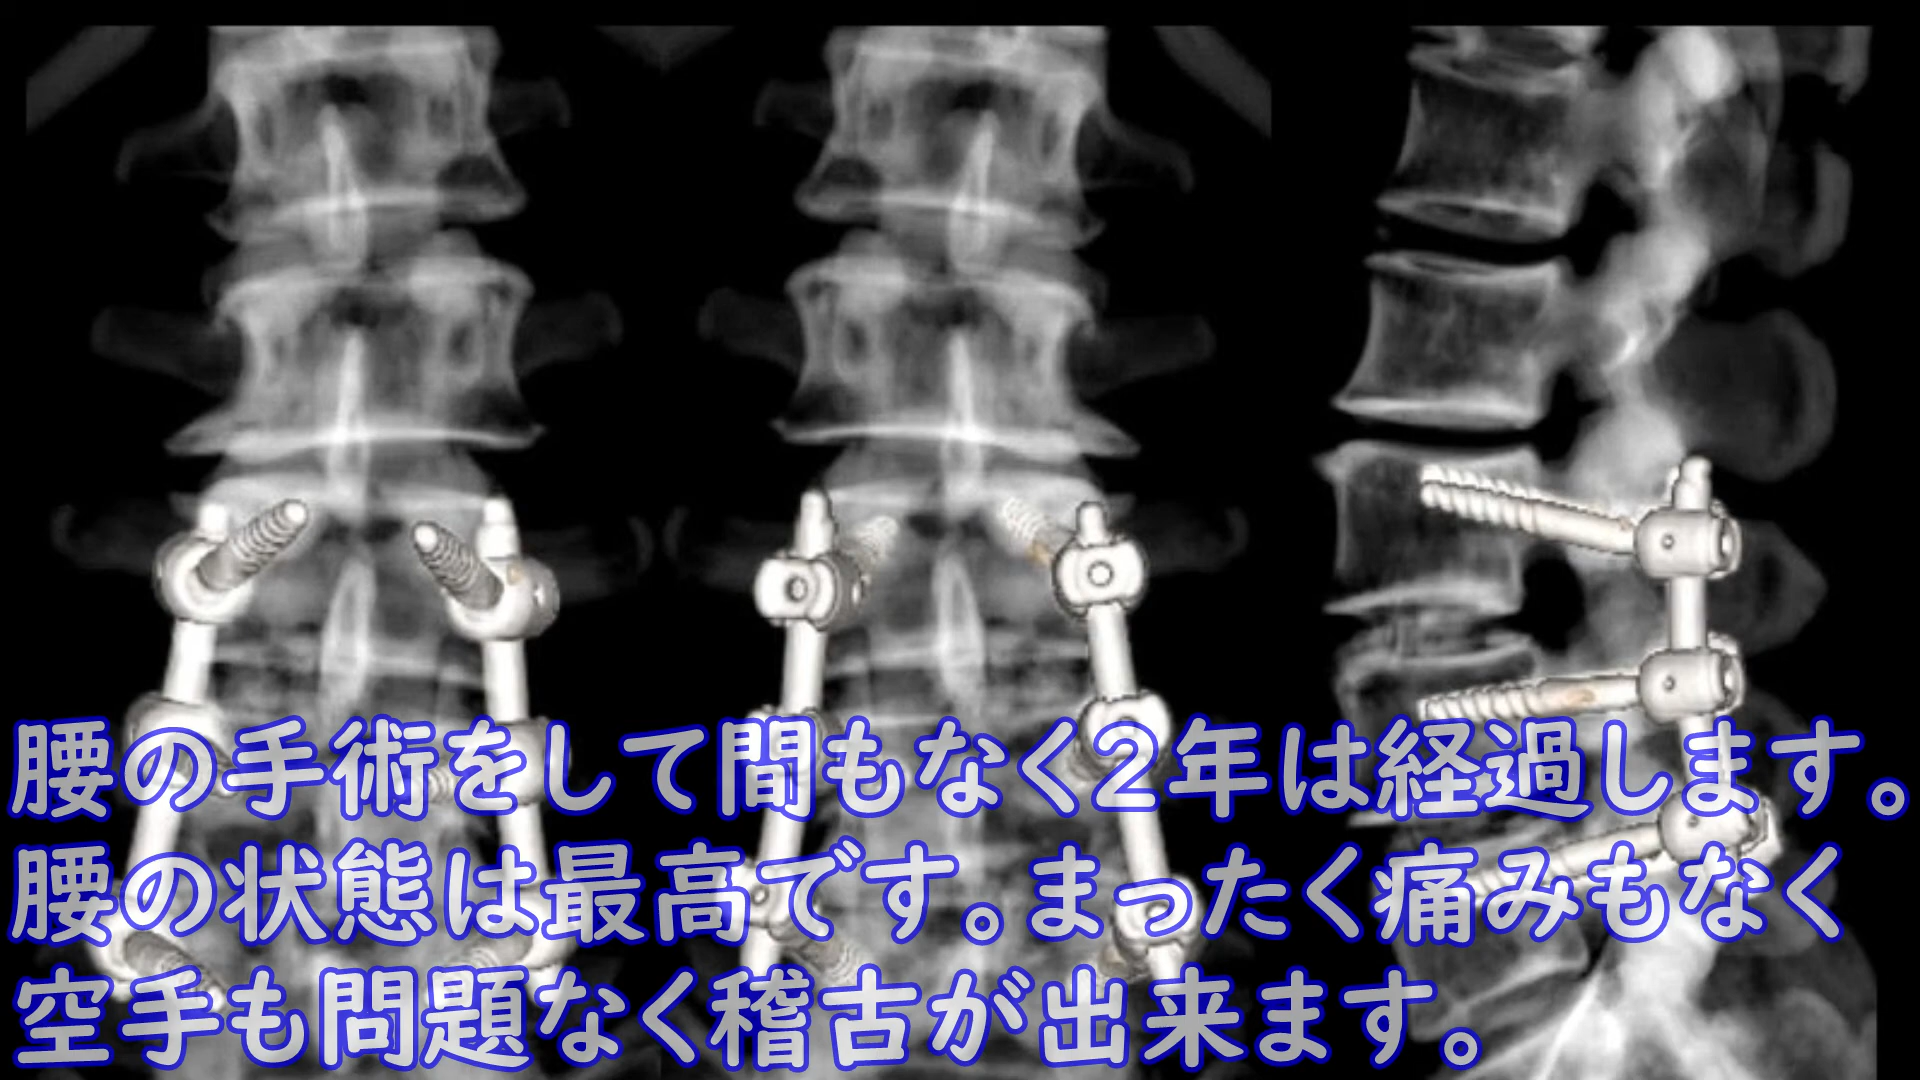 腰の手術をして間もなく2年は経過します。
腰の状態は最高です。まったく痛みもなく
空手も問題なく稽古が出来ます。